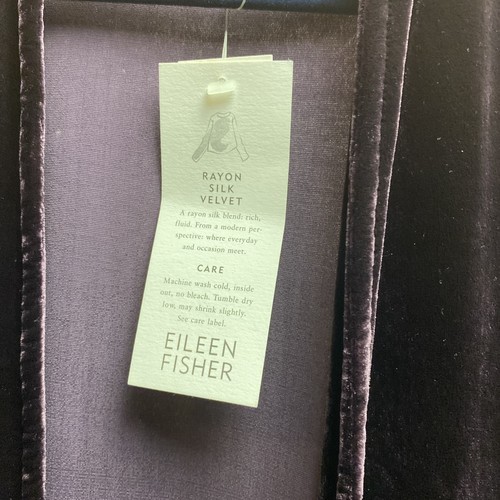 RAYON
SILK
VELVET
A rayon silk blend: rich,
fluid. From a modern per-
spective: where everyday
and occasion meet.
CARE
Machine wash cold, inside
out, no bleach. Tumble dry
low, may shrink slightly.
See care label.
EILEEN
FISHER